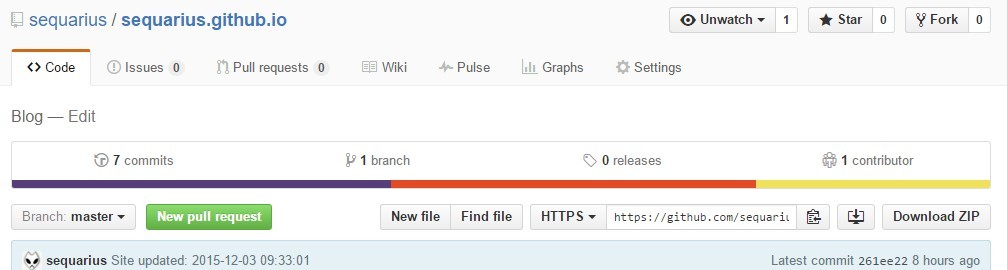 sequarius / sequarius.github.io Unwatch 1 Star 0 Fork 0
Code Issues 0 Pull requests 0 Wiki Pulse Graphs Settings
Blog — Edit
7 commits 1 branch 0 releases 1 contributor
Branch: master New pull request New file Find file HTTPS https://github.com/sequariu Download ZIP
sequarius Site updated: 2015-12-03 09:33:01 Latest commit 261ee22 8 hours ago